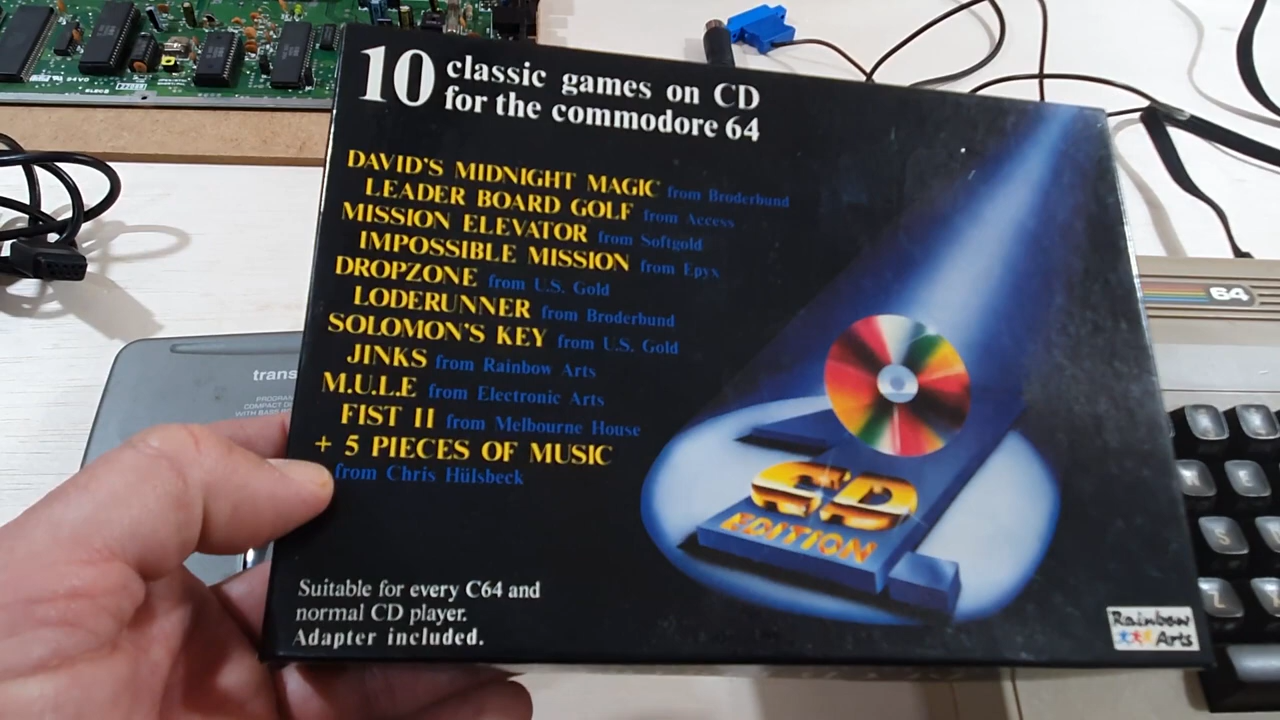 10 classic games on CD
for the commodore 64
DAVID'S MIDNIGHT MAGIC from Broderbund
LEADER BOARD GOLF from Access
MISSION ELEVATOR from Softgold
IMPOSSIBLE MISSION from Epyx
DROPZONE from U.S. Gold
LODERUNNER from Broderbund
SOLOMON'S KEY from U.S. Gold
JINKS from Rainbow Arts
M.U.L.E from Electronic Arts
FIST II from Melbourne House
+ 5 PIECES OF MUSIC
from Chris Hülsbeck
CD
EDITION
Suitable for every C64 and
normal CD player.
Adapter included.
Rainbow
Arts
64
trans
94V0
S
Z